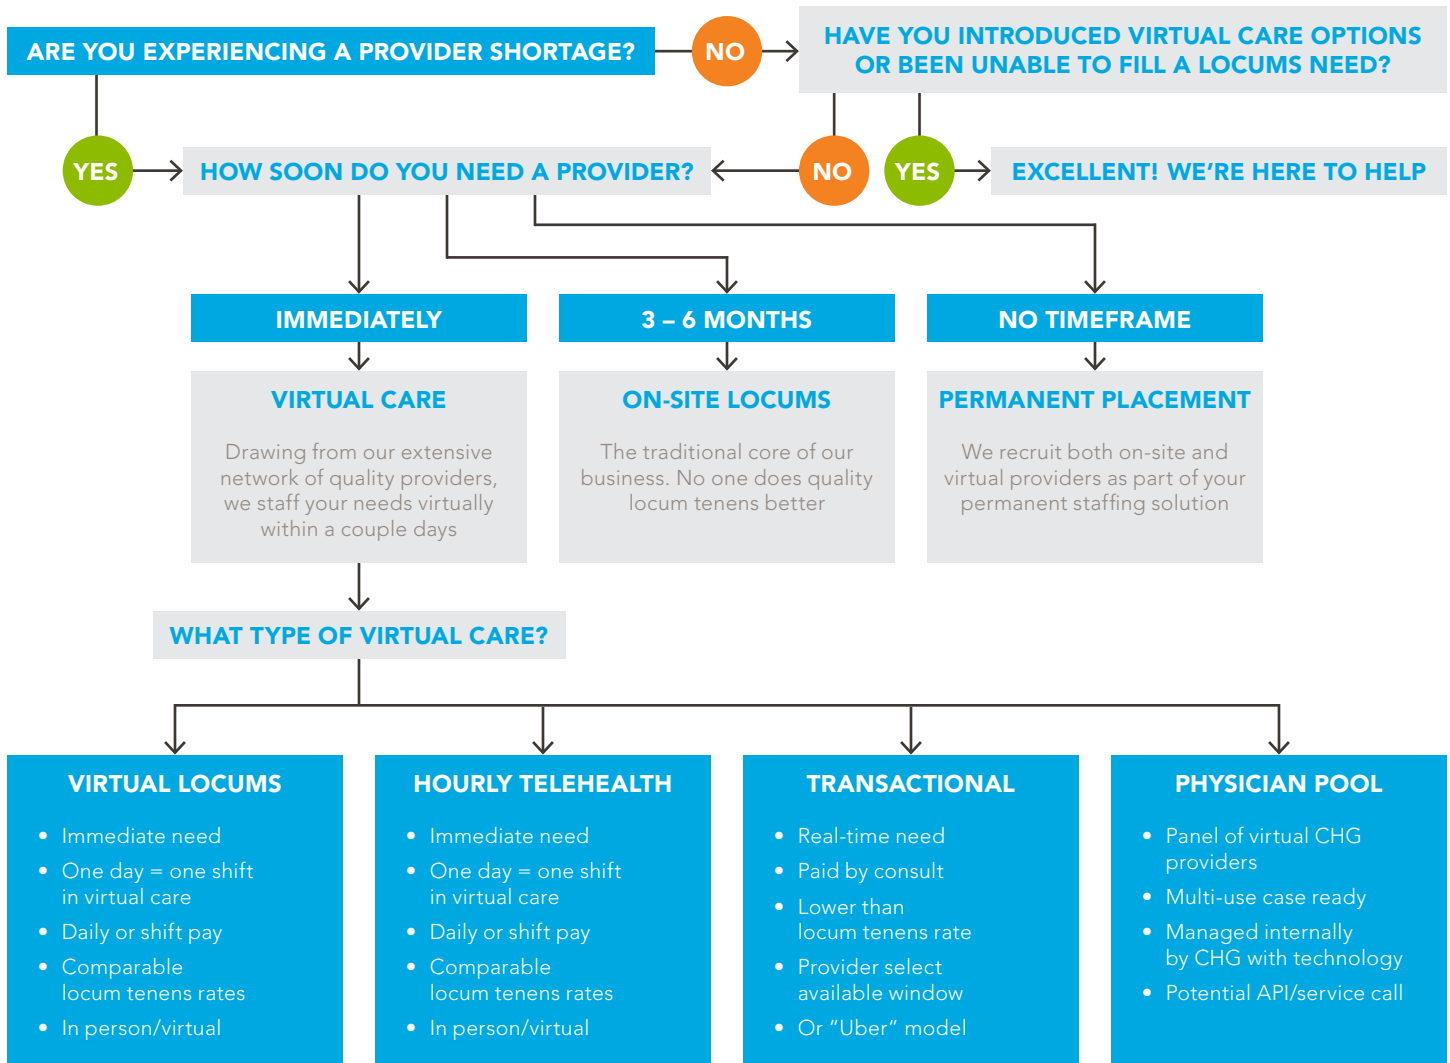 ARE YOU EXPERIENCING A PROVIDER SHORTAGE?
NO
HAVE YOU INTRODUCED VIRTUAL CARE OPTIONS
OR BEEN UNABLE TO FILL A LOCUMS NEED?
YES
HOW SOON DO YOU NEED A PROVIDER?
NO
YES
EXCELLENT! WE’RE HERE TO HELP
IMMEDIATELY
3 – 6 MONTHS
NO TIMEFRAME
VIRTUAL CARE
Drawing from our extensive
network of quality providers,
we staff your needs virtually
within a couple days
ON-SITE LOCUMS
The traditional core of our
business. No one does quality
locum tenens better
PERMANENT PLACEMENT
We recruit both on-site and
virtual providers as part of your
permanent staffing solution
WHAT TYPE OF VIRTUAL CARE?
VIRTUAL LOCUMS
• Immediate need
• One day = one shift
in virtual care
• Daily or shift pay
• Comparable
locum tenens rates
• In person/virtual
HOURLY TELEHEALTH
• Immediate need
• One day = one shift
in virtual care
• Daily or shift pay
• Comparable
locum tenens rates
• In person/virtual
TRANSACTIONAL
• Real-time need
• Paid by consult
• Lower than
locum tenens rate
• Provider select
available window
• Or “Uber” model
PHYSICIAN POOL
• Panel of virtual CHG
providers
• Multi-use case ready
• Managed internally
by CHG with technology
• Potential API/service call